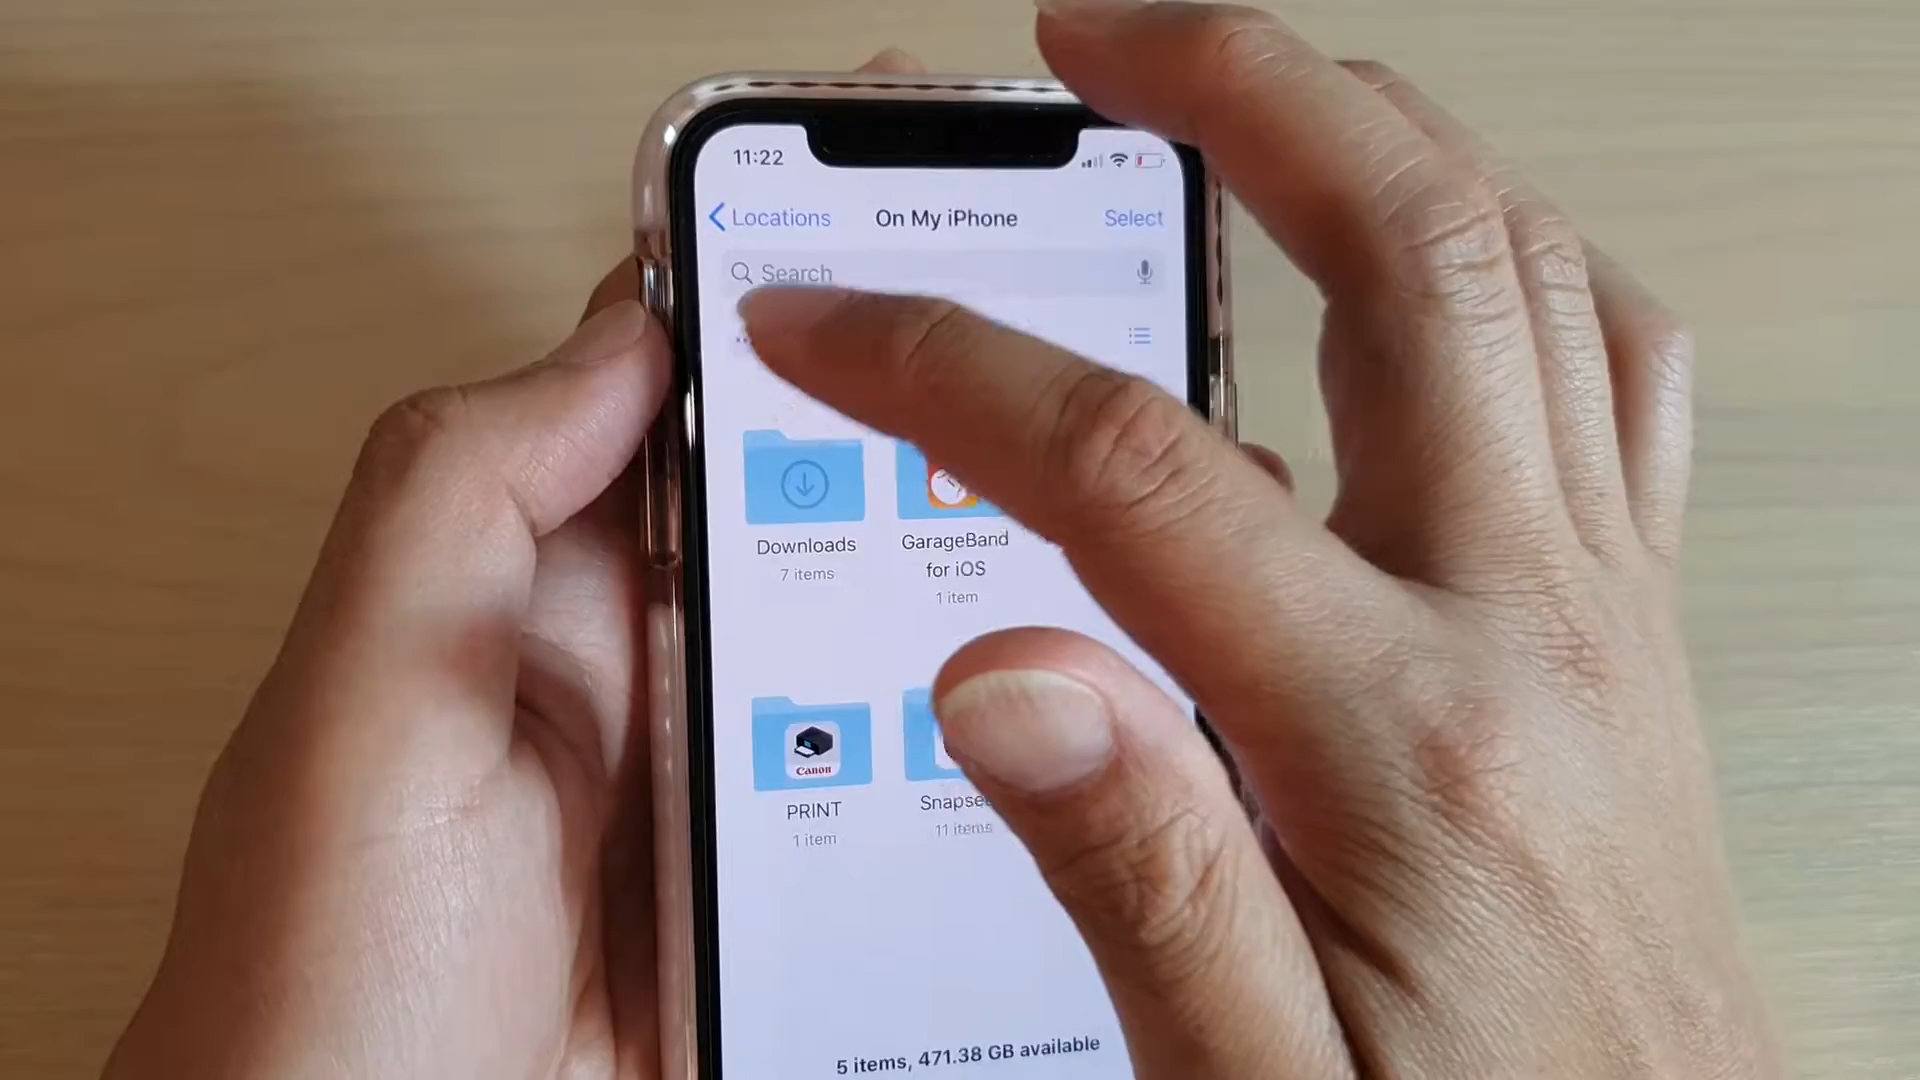 11:22
Locations
On My iPhone
Select
Search
Downloads
7 items
GarageBand
for iOS
1 item
Canon
PRINT
1 item
11 items
5 items, 471.38 GB available